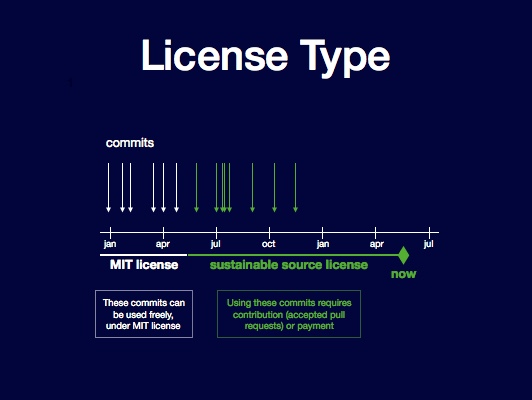 License Type
commits
jan apr jul oct jan apr jul
MIT license sustainable source license
now
These commits can
be used freely,
under MIT license
Using these commits requires
contribution (accepted pull
requests) or payment